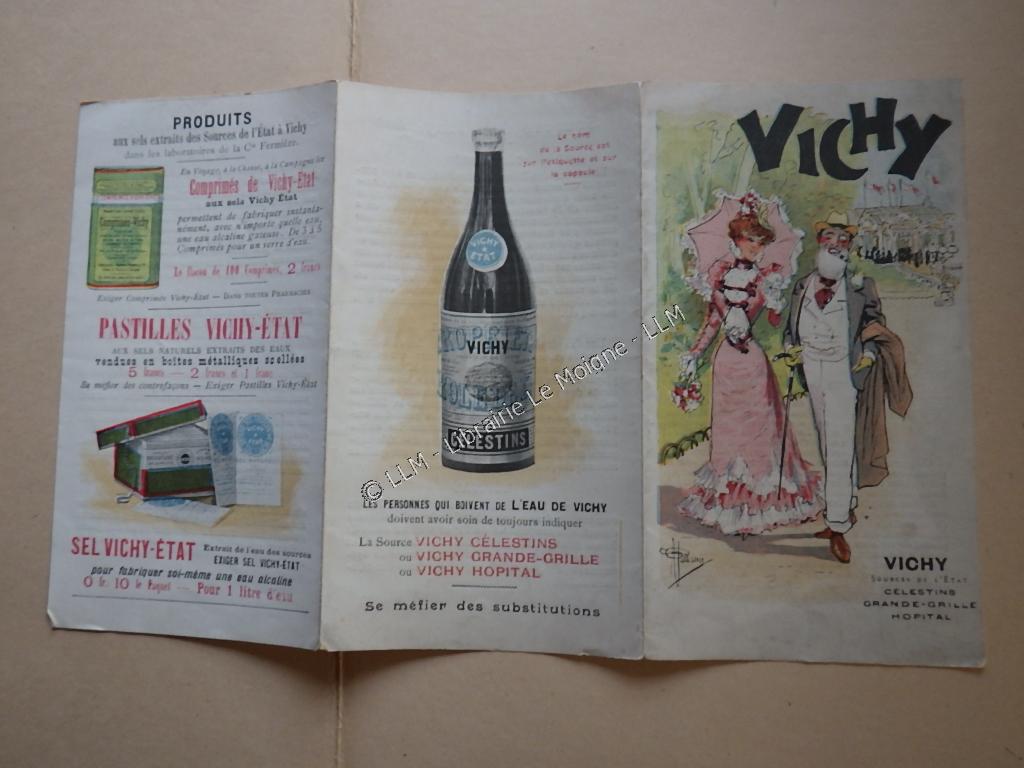 PRODUITS
aux sels extraits des Sources de l'État à Vichy
dans les laboratoires de la Cie Fermière.
En Voyage, à la Chasse, à la Campagne les
Comprimés de Vichy-État
aux sels Vichy État
permettent de fabriquer instanta-
nément, avec n'importe quelle eau,
une eau alcaline gazeuse. De 3 à 5
Comprimés pour un verre d'eau.
Le flacon de 100 Comprimés, 2 francs
Exiger Comprimés Vichy-État — DANS TOUTES PHARMACIES
PASTILLES VICHY-ÉTAT
AUX SELS NATURELS EXTRAITS DES EAUX
vendues en boîtes métalliques scellées
5 francs — 2 francs et 1 franc
Se méfier des contrefaçons — Exiger Pastilles Vichy-État
SEL VICHY-ÉTAT Extrait de l'eau des sources
EXIGER SEL VICHY-ÉTAT
pour fabriquer soi-même une eau alcaline
0 fr. 10 le Paquet — Pour 1 litre d'eau
Le nom
de la Source est
sur l'étiquette et sur
la capsule
VICHY
ÉTAT
VICHY
CÉLESTINS
LES PERSONNES QUI BOIVENT DE L'EAU DE VICHY
doivent avoir soin de toujours indiquer
La Source VICHY CÉLESTINS
ou VICHY GRANDE-GRILLE
ou VICHY HOPITAL
Se méfier des substitutions
VICHY
VICHY
SOURCES DE L'ÉTAT
CÉLESTINS
GRANDE-GRILLE
HOPITAL
© LLM - Librairie Le Moigne - LLM